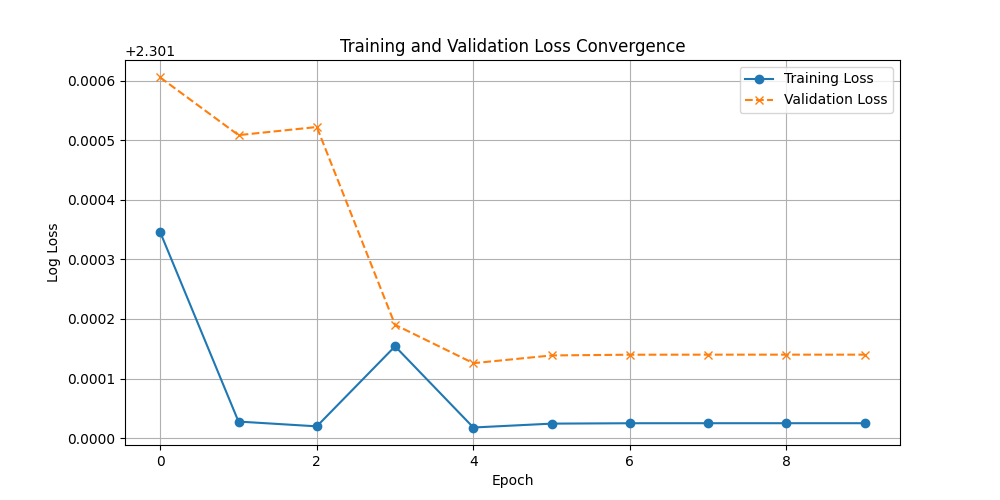 Training and Validation Loss Convergence
+2.301
0.0006
0.0005
0.0004
0.0003
0.0002
0.0001
0.0000
Log Loss
Training Loss
Validation Loss
0 2 4 6 8
Epoch